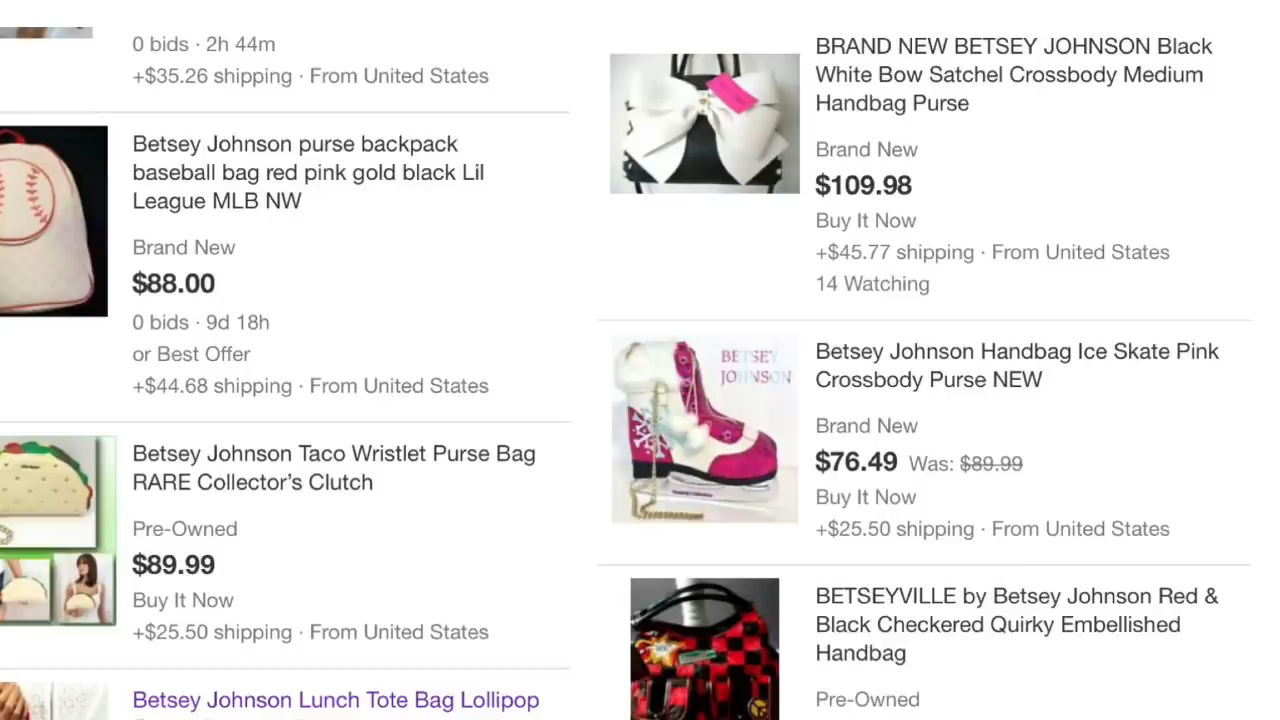 0 bids · 2h 44m
+$35.26 shipping · From United States
Betsey Johnson purse backpack
baseball bag red pink gold black Lil
League MLB NW
Brand New
$88.00
0 bids · 9d 18h
or Best Offer
+$44.68 shipping · From United States
Betsey Johnson Taco Wristlet Purse Bag
RARE Collector's Clutch
Pre-Owned
$89.99
Buy It Now
+$25.50 shipping · From United States
Betsey Johnson Lunch Tote Bag Lollipop
BRAND NEW BETSEY JOHNSON Black
White Bow Satchel Crossbody Medium
Handbag Purse
Brand New
$109.98
Buy It Now
+$45.77 shipping · From United States
14 Watching
BETSEY
JOHNSON
Betsey Johnson Handbag Ice Skate Pink
Crossbody Purse NEW
Brand New
$76.49 Was: $89.99
Buy It Now
+$25.50 shipping · From United States
BETSEYVILLE by Betsey Johnson Red &
Black Checkered Quirky Embellished
Handbag
Pre-Owned